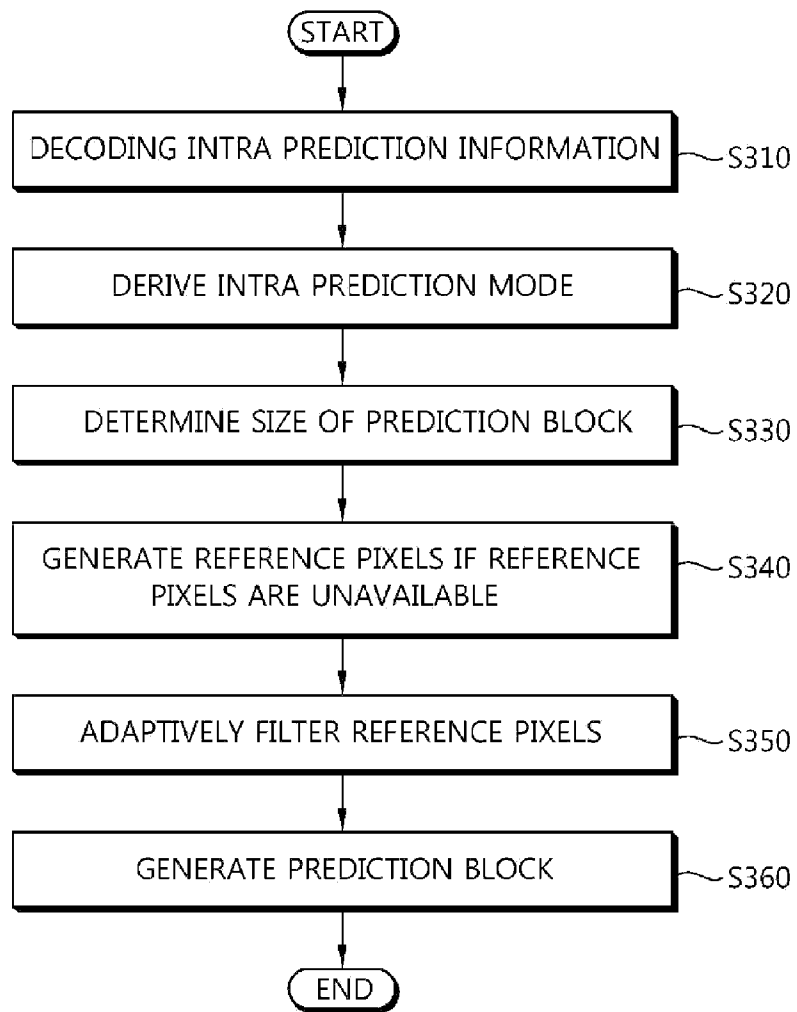 START
DECODING INTRA PREDICTION INFORMATION
S310
DERIVE INTRA PREDICTION MODE
S320
DETERMINE SIZE OF PREDICTION BLOCK
S330
GENERATE REFERENCE PIXELS IF REFERENCE
PIXELS ARE UNAVAILABLE
S340
ADAPTIVELY FILTER REFERENCE PIXELS
S350
GENERATE PREDICTION BLOCK
S360
END